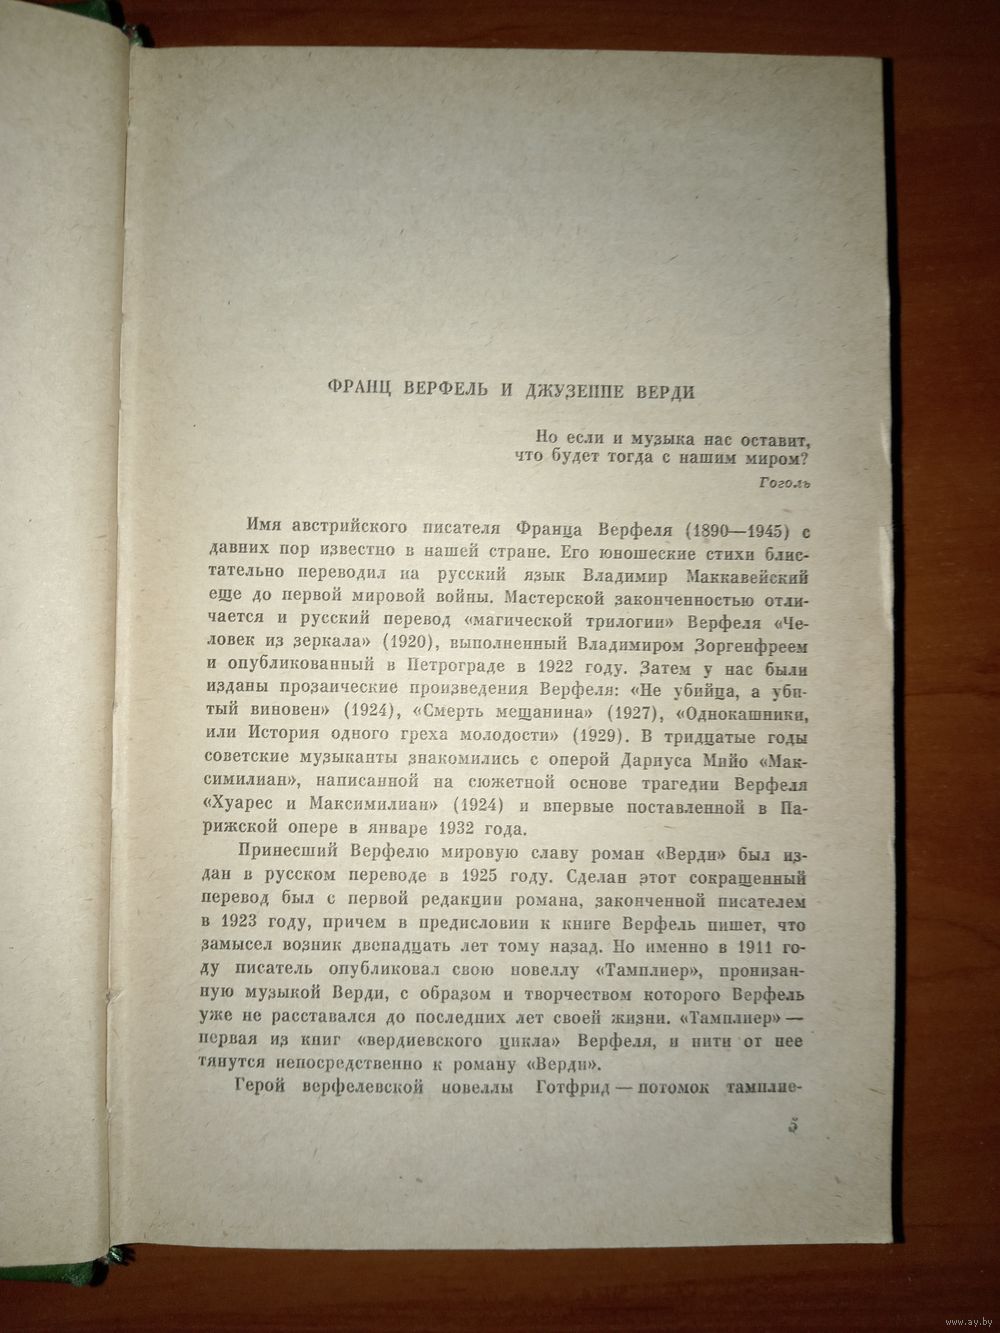 ФРАНЦ ВЕРФЕЛЬ И ДЖУЗЕППЕ ВЕРДИ
Но если и музыка нас оставит,
что будет тогда с нашим миром?
Гоголь
Имя австрийского писателя Франца Верфеля (1890—1945) с
давних пор известно в нашей стране. Его юношеские стихи блис-
тательно переводил на русский язык Владимир Маккавейский
еще до первой мировой войны. Мастерской законченностью отли-
чается и русский перевод «магической трилогии» Верфеля «Че-
ловек из зеркала» (1920), выполненный Владимиром Зоргенфреем
и опубликованный в Петрограде в 1922 году. Затем у нас были
изданы прозаические произведения Верфеля: «Не убийца, а уби-
тый виновен» (1924), «Смерть мещанина» (1927), «Однокашники,
или История одного греха молодости» (1929). В тридцатые годы
советские музыканты знакомились с оперой Дариуса Мийо «Мак-
симилиан», написанной на сюжетной основе трагедии Верфеля
«Хуарес и Максимилиан» (1924) и впервые поставленной в Па-
рижской опере в январе 1932 года.
Принесший Верфелю мировую славу роман «Верди» был из-
дан в русском переводе в 1925 году. Сделан этот сокращенный
перевод был с первой редакции романа, законченной писателем
в 1923 году, причем в предисловии к книге Верфель пишет, что
замысел возник двенадцать лет тому назад. Но именно в 1911 го-
ду писатель опубликовал свою новеллу «Тамплиер», пронизан-
ную музыкой Верди, с образом и творчеством которого Верфель
уже не расставался до последних лет своей жизни. «Тамплиер» —
первая из книг «вердиевского цикла» Верфеля, и нити от нее
тянутся непосредственно к роману «Верди».
Герой верфелевской новеллы Готфрид — потомок тамплие-
5
www.ay.by